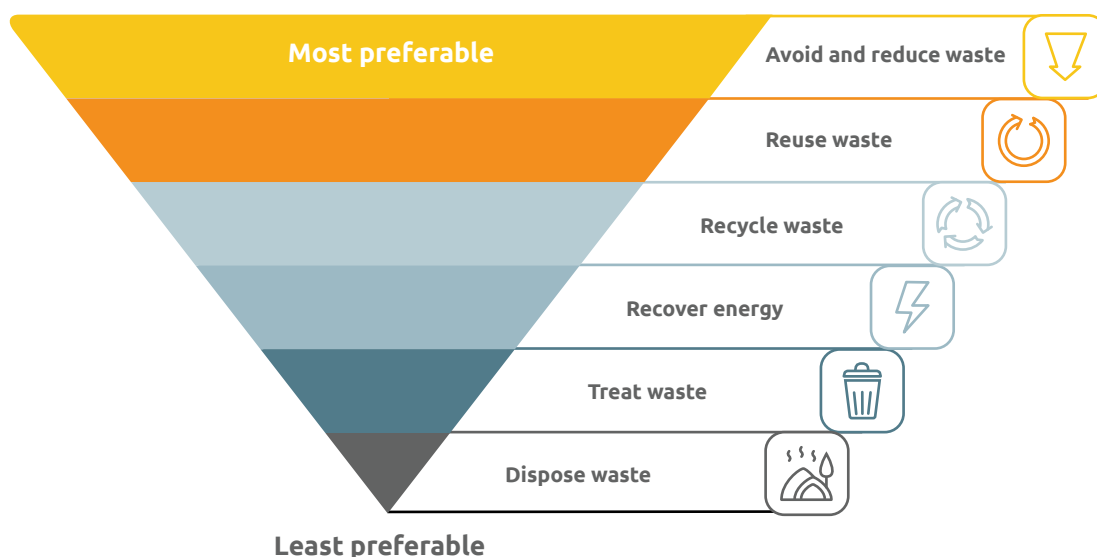 Most preferable
Avoid and reduce waste
Reuse waste
Recycle waste
Recover energy
Treat waste
Dispose waste
Least preferable